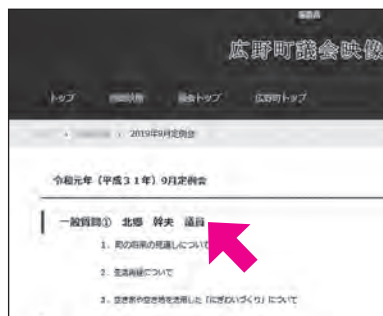 広野町議会映像
トップ 議会トップ 広野町トップ
2019年9月定例会
令和元年（平成31年）9月定例会
一般質問① 北郷 幹夫 議員
1．町の将来の見通しについて
2．生活再建について
3．空き家や空き地を活用した「にぎわいづくり」について